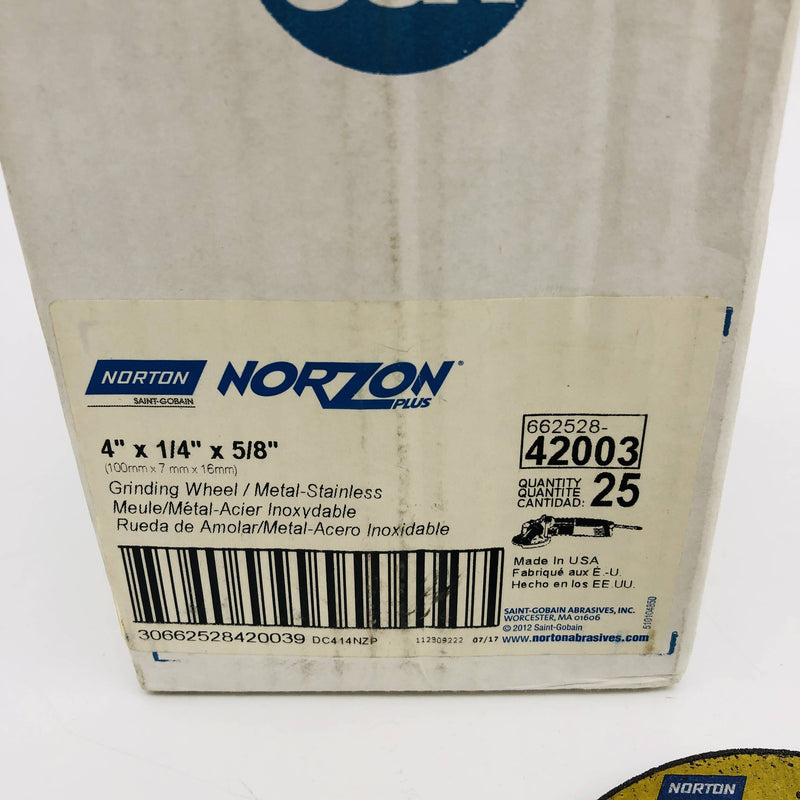 NORTON
SAINT-GOBAIN
NORZON®
PLUS
4" x 1/4" x 5/8"
(100mm x 7 mm x 16mm)
Grinding Wheel / Metal-Stainless
Meule/Métal-Acier Inoxydable
Rueda de Amolar/Metal-Acero Inoxidable
662528-
42003
QUANTITY
QUANTITE
CANTIDAD: 25
Made In USA
Fabriqué aux É.-U.
Hecho en los EE.UU.
SAINT-GOBAIN ABRASIVES, INC.
WORCESTER, MA 01606
© 2012 Saint-Gobain
www.nortonabrasives.com
510104850
30662528420039 DC414NZP 112309222 07/17
NORTON